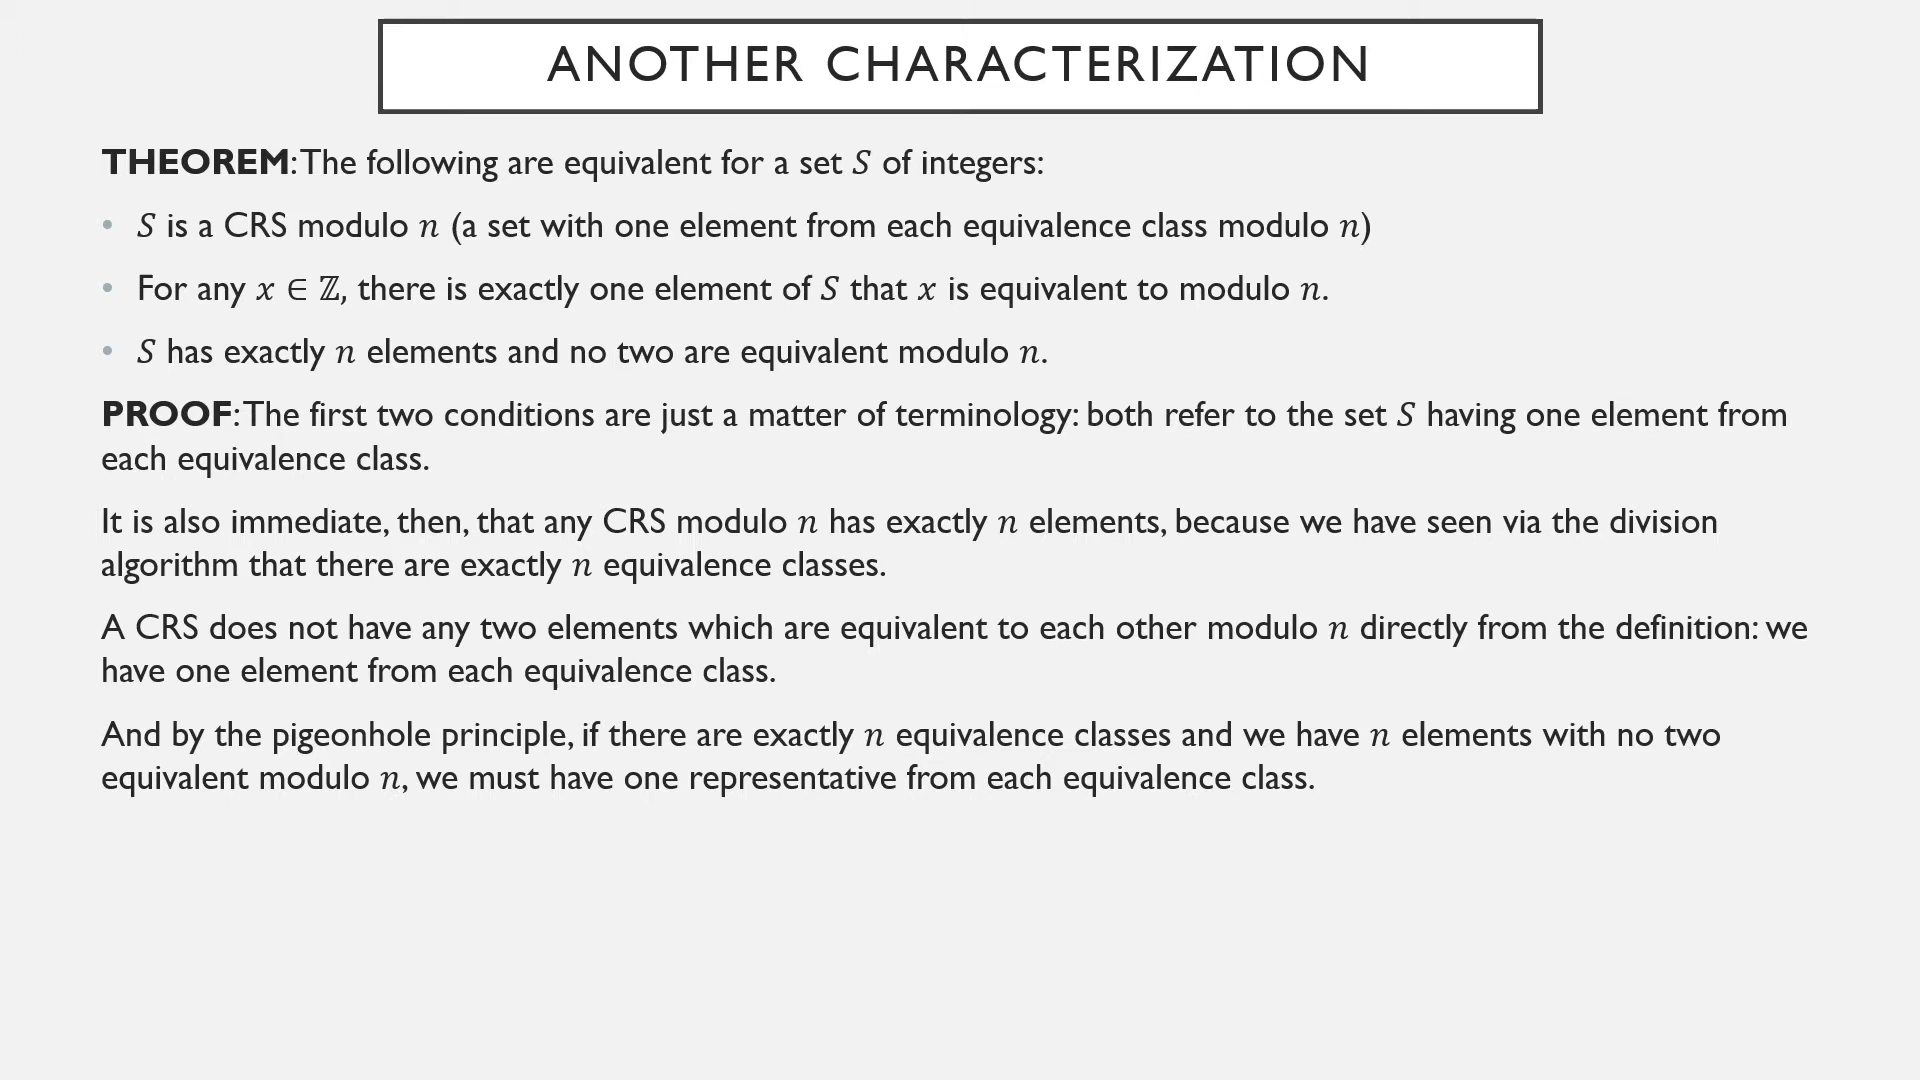 ANOTHER CHARACTERIZATION
THEOREM: The following are equivalent for a set S of integers:
• S is a CRS modulo n (a set with one element from each equivalence class modulo n)
• For any x ∈ ℤ, there is exactly one element of S that x is equivalent to modulo n.
• S has exactly n elements and no two are equivalent modulo n.
PROOF: The first two conditions are just a matter of terminology: both refer to the set S having one element from
each equivalence class.
It is also immediate, then, that any CRS modulo n has exactly n elements, because we have seen via the division
algorithm that there are exactly n equivalence classes.
A CRS does not have any two elements which are equivalent to each other modulo n directly from the definition: we
have one element from each equivalence class.
And by the pigeonhole principle, if there are exactly n equivalence classes and we have n elements with no two
equivalent modulo n, we must have one representative from each equivalence class.